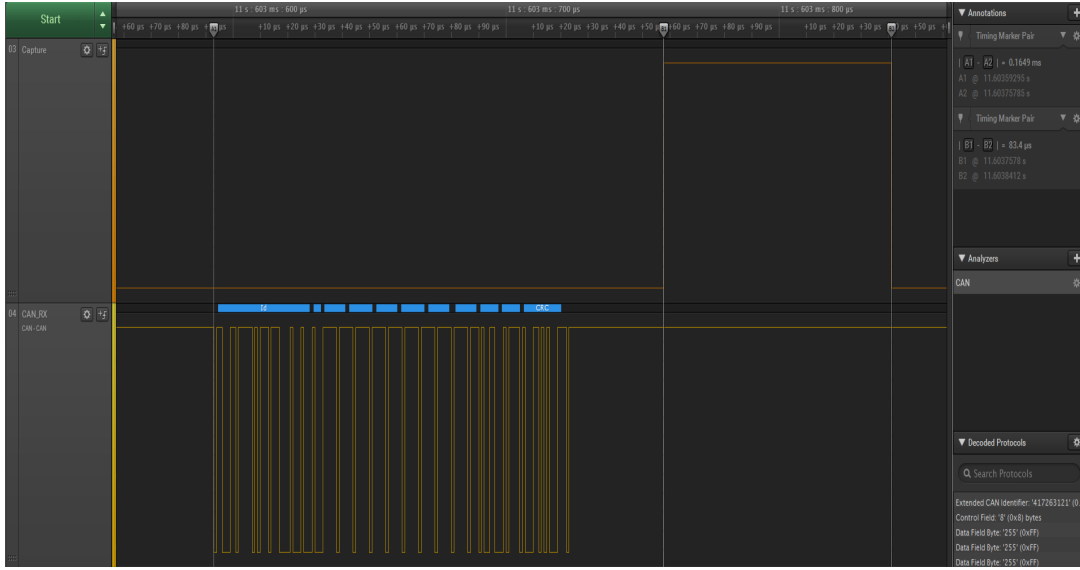 Start
11 s : 603 ms : 600 µs
11 s : 603 ms : 700 µs
11 s : 603 ms : 800 µs
+60 µs +70 µs +80 µs +10 µs +20 µs +30 µs +40 µs +50 µs +60 µs +70 µs +80 µs +90 µs +10 µs +20 µs +30 µs +40 µs +60 µs +70 µs +80 µs +90 µs +10 µs +20 µs +30 µs +50 µs
03 Capture
04 CAN_RX
CAN - CAN
Id
CRC
Annotations
Timing Marker Pair
| A1 - A2 | = 0.1649 ms
A1 @ 11.60359295 s
A2 @ 11.60375785 s
Timing Marker Pair
| B1 - B2 | = 83.4 µs
B1 @ 11.6037578 s
B2 @ 11.6038412 s
Analyzers
CAN
Decoded Protocols
Search Protocols
Extended CAN Identifier: '417263121' (0
Control Field: '8' (0x8) bytes
Data Field Byte: '255' (0xFF)
Data Field Byte: '255' (0xFF)
Data Field Byte: '255' (0xFF)